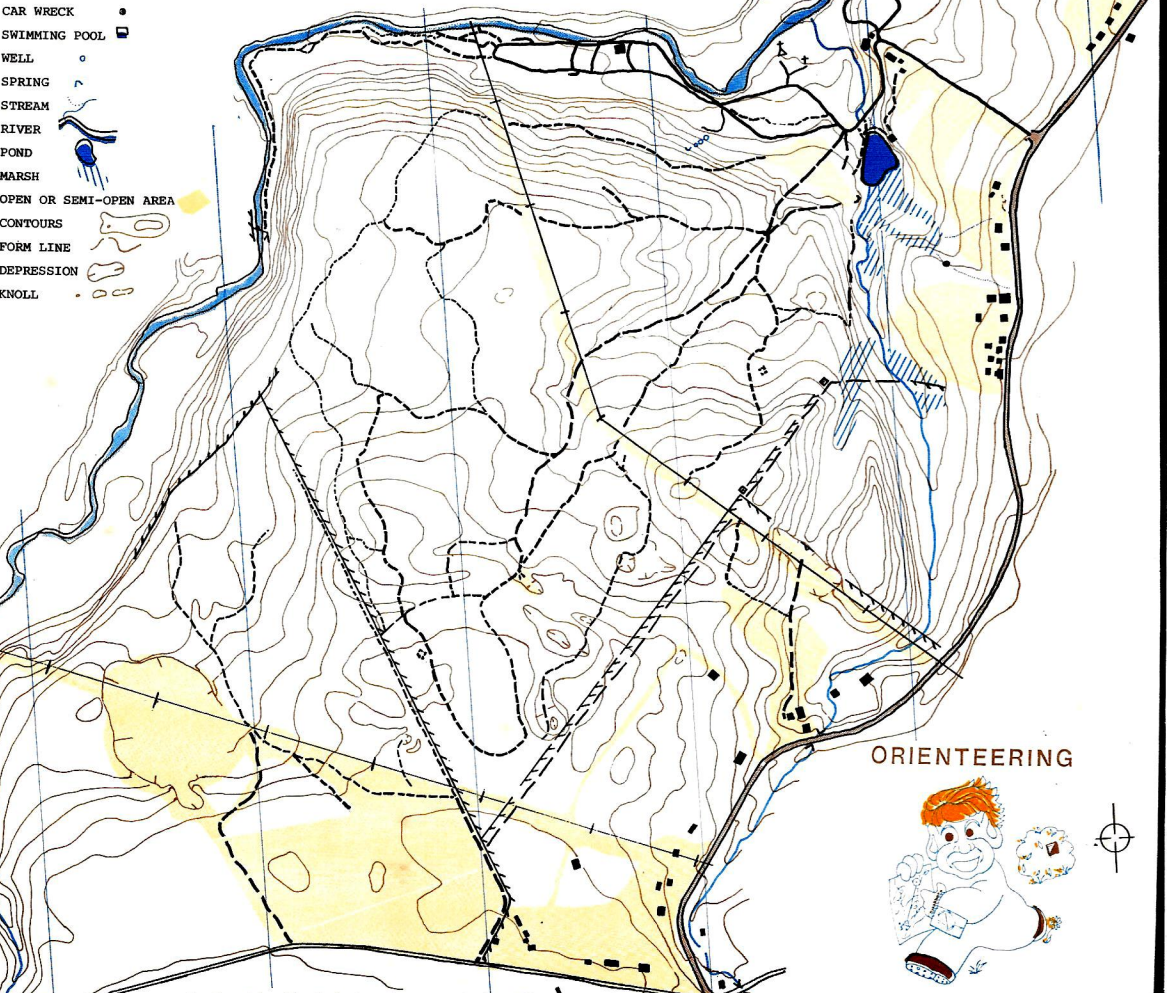 CAR WRECK
SWIMMING POOL
WELL
SPRING
STREAM
RIVER
POND
MARSH
OPEN OR SEMI-OPEN AREA
CONTOURS
FORM LINE
DEPRESSION
KNOLL
ORIENTEERING